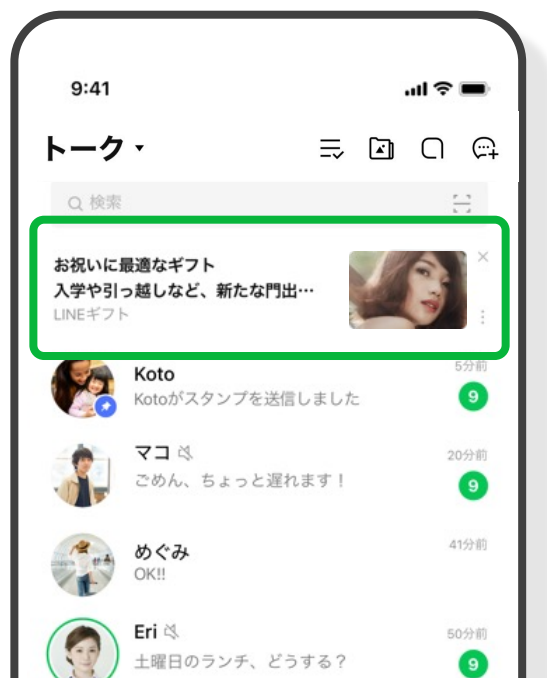 9:41
トーク
検索
お祝いに最適なギフト
入学や引っ越しなど、新たな門出…
LINEギフト
Koto
5分前
Kotoがスタンプを送信しました
9
マコ
20分前
ごめん、ちょっと遅れます！
9
めぐみ
41分前
OK!!
Eri
50分前
土曜日のランチ、どうする？
9